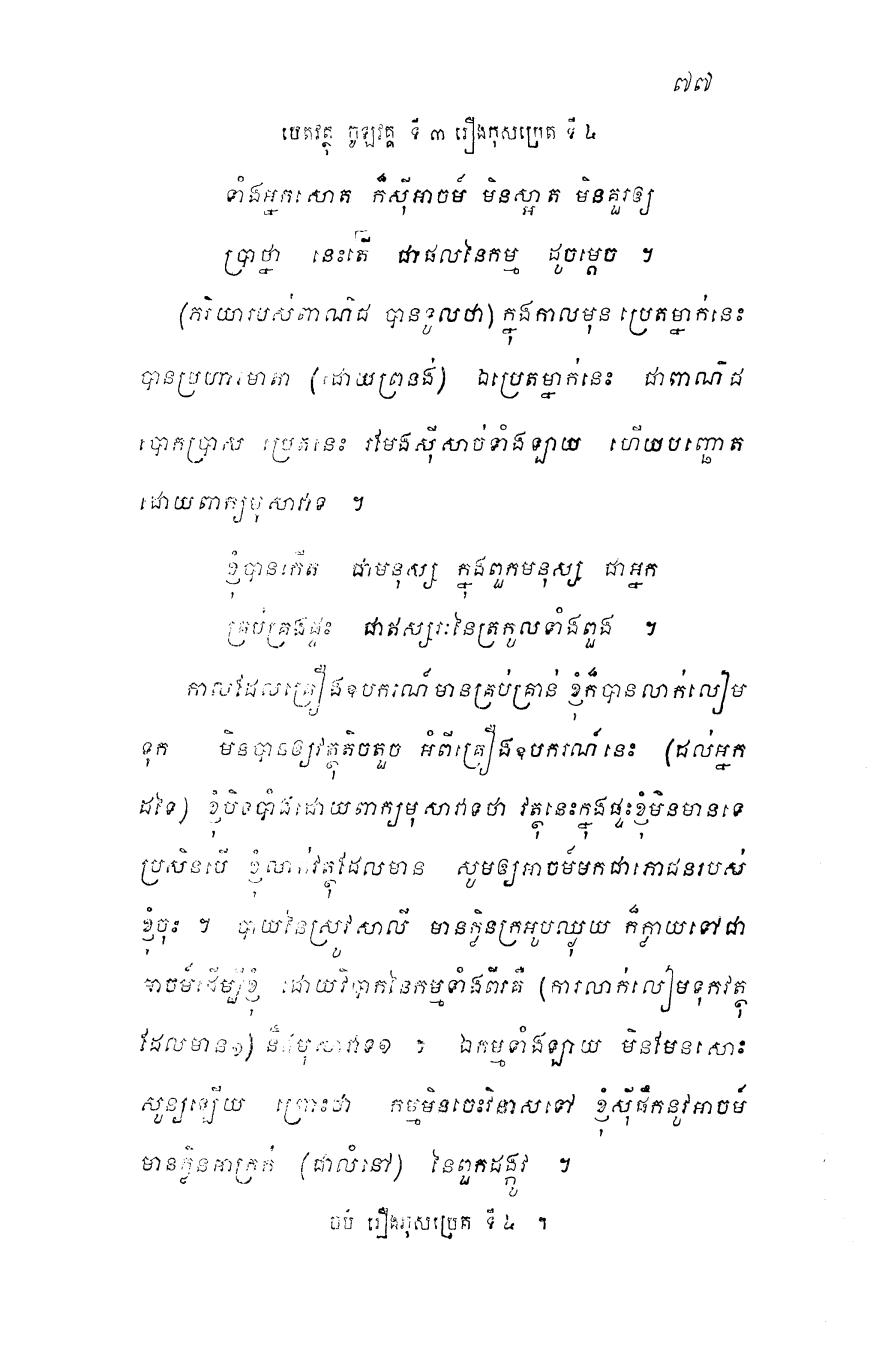 ៧៧
បេតវត្ថុ ចូឡវគ្គ ទី ៣ រឿងភុសប្រេត ទី ៤
ទាំងអ្នកសោត ក៏ស៊ីអាចម៍ មិនស្អាត មិនគួរឲ្យ
ប្រាថ្នា នេះតើ ជាផលនៃកម្ម ដូចម្តេច ។
(ភរិយារបស់ពាណិជ បានទូលថា) ក្នុងកាលមុន ប្រេតម្នាក់នេះ
បានប្រហារមាតា (ដោយព្រនង់) ឯប្រេតម្នាក់នេះ ជាពាណិជ
បោកប្រាស ប្រេតនេះ រមែងស៊ីសាច់ទាំងឡាយ ហើយបញ្ឆោត
ដោយពាក្យមុសាវាទ ។
ខ្ញុំបានកើត ជាមនុស្ស ក្នុងពួកមនុស្ស ជាអ្នក
គ្រប់គ្រងផ្ទះ ជាឥស្សរៈនៃត្រកូលទាំងពួង ។
កាលដែលគ្រឿងឧបករណ៍មានគ្រប់គ្រាន់ ខ្ញុំក៏បានលាក់លៀម
ទុក មិនបានឲ្យវត្ថុតិចតួច អំពីគ្រឿងឧបករណ៍នេះ (ដល់អ្នក
ដទៃ) ខ្ញុំបិទបាំងដោយពាក្យមុសាវាទថា វត្ថុនេះក្នុងផ្ទះខ្ញុំមិនមានទេ
ប្រសិនបើ ខ្ញុំលាក់វត្ថុដែលមាន សូមឲ្យអាចម៍មកជាភោជនរបស់
ខ្ញុំចុះ ។ បាយនៃស្រូវសាលី មានក្លិនក្រអូបឈ្ងុយ ក៏ក្លាយទៅជា
អាចម៍ដើម្បីខ្ញុំ ដោយវិបាកនៃកម្មទាំងពីរគឺ (ការលាក់លៀមទុកវត្ថុ
ដែលមាន១) និងមុសាវាទ១ ។ ឯកម្មទាំងឡាយ មិនមែនសោះ
សូន្យឡើយ ព្រោះថា កម្មមិនចេះវិនាសទៅ ខ្ញុំស៊ីផឹកនូវអាចម៍
មានក្លិនអាក្រក់ (ជាលំនៅ) នៃពួកដង្កូវ ។
ចប់ រឿងភុសប្រេត ទី ៤ ។